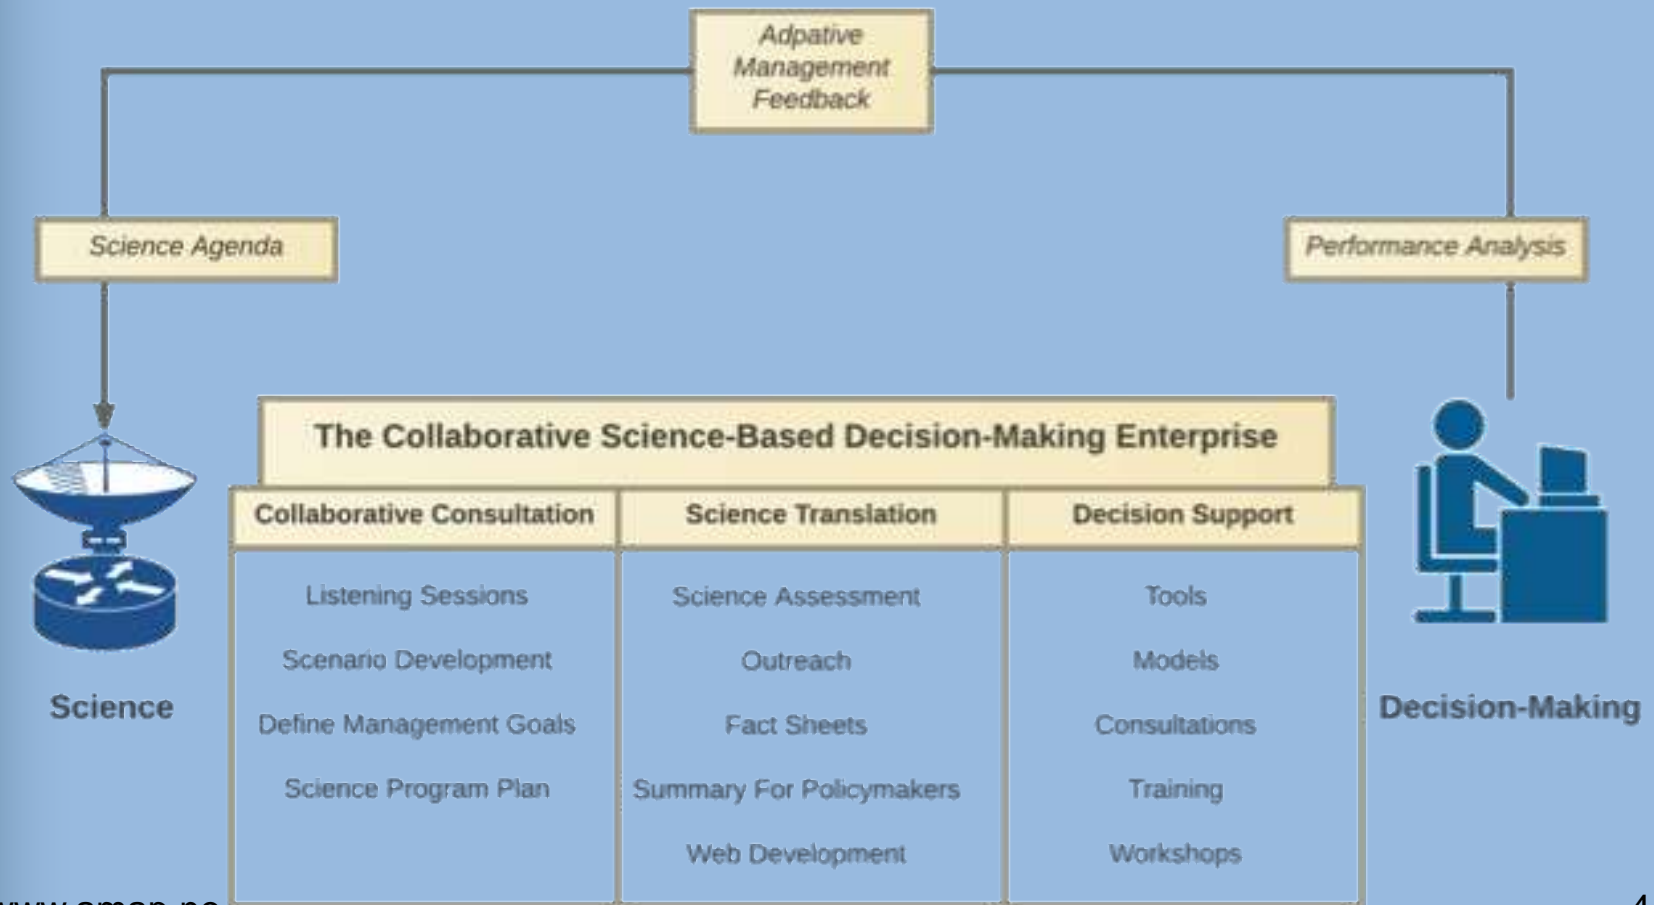 Adpative
Management
Feedback
Science Agenda
Performance Analysis
The Collaborative Science-Based Decision-Making Enterprise
Collaborative Consultation
Science Translation
Decision Support
Listening Sessions
Science Assessment
Tools
Scenario Development
Outreach
Models
Science
Define Management Goals
Fact Sheets
Consultations
Decision-Making
Science Program Plan
Summary For Policymakers
Training
Web Development
Workshops